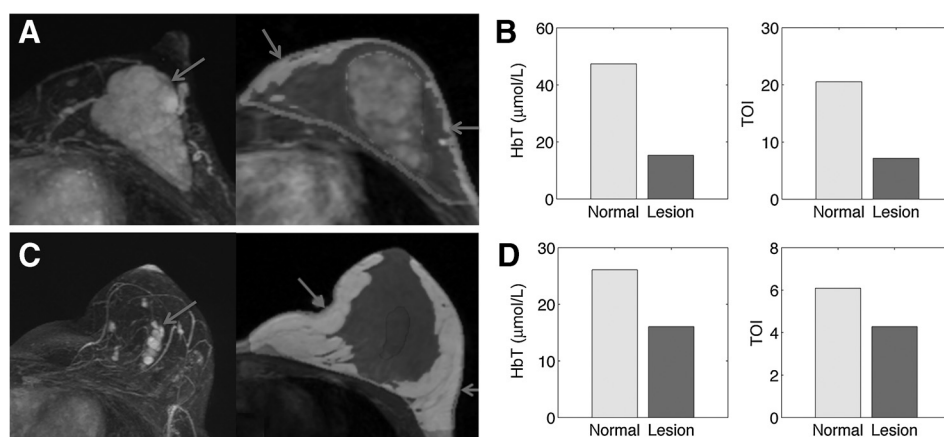 A
B
60
40
20
0
HbT (μmol/L)
Normal Lesion
30
20
10
0
TOI
Normal Lesion
C
D
30
20
10
0
HbT (μmol/L)
Normal Lesion
8
6
4
2
0
TOI
Normal Lesion